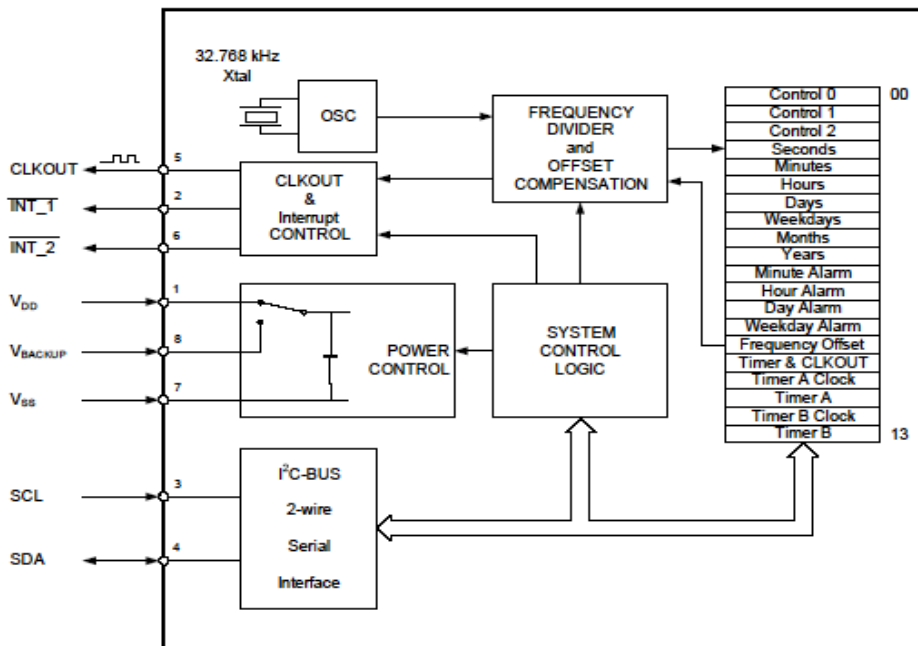 32.768 kHz
Xtal
OSC
FREQUENCY
DIVIDER
and
OFFSET
COMPENSATION
CLKOUT
5
INT_1
2
INT_2
6
CLKOUT
&
Interrupt
CONTROL
VDD
1
VBACKUP
8
VSS
7
POWER
CONTROL
SYSTEM
CONTROL
LOGIC
SCL
3
SDA
4
I²C-BUS
2-wire
Serial
Interface
Control 0
00
Control 1
Control 2
Seconds
Minutes
Hours
Days
Weekdays
Months
Years
Minute Alarm
Hour Alarm
Day Alarm
Weekday Alarm
Frequency Offset
Timer & CLKOUT
Timer A Clock
Timer A
Timer B Clock
Timer B
13